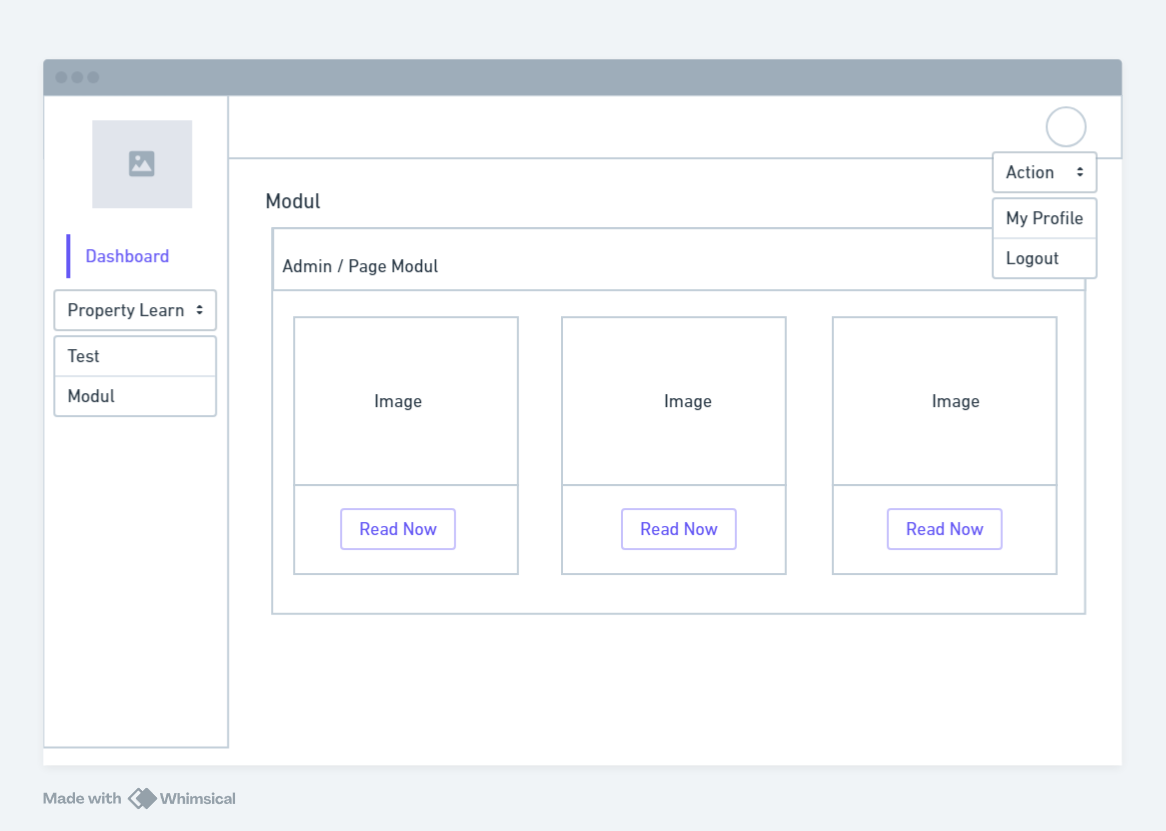 Dashboard
Property Learn
Test
Modul
Action
My Profile
Logout
Modul
Admin / Page Modul
Image
Image
Image
Read Now
Read Now
Read Now
Made with Whimsical